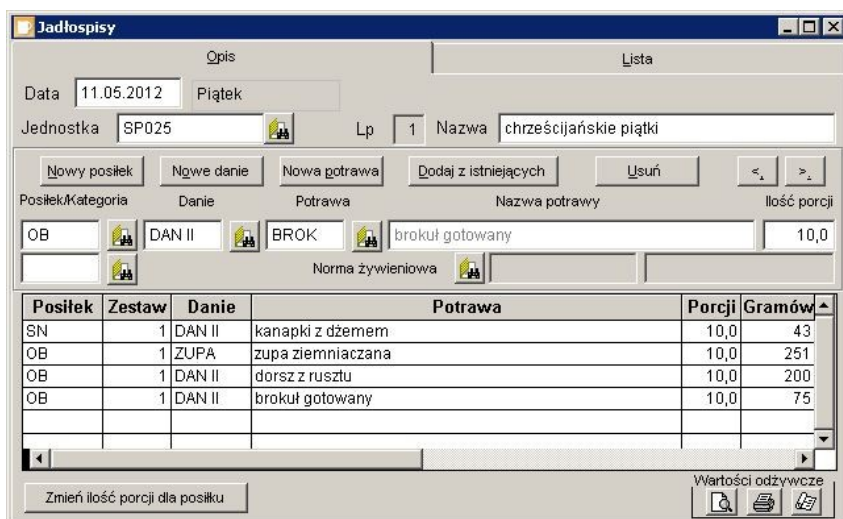 Jadłospisy
Opis Lista
Data 11.05.2012 Piątek
Jednostka SP025 Lp 1 Nazwa chrześcijańskie piątki
Nowy posiłek Nowe danie Nowa potrawa Dodaj z istniejących Usuń < >
Posiłek/Kategoria Danie Potrawa Nazwa potrawy Ilość porcji
OB DAN II BROK brokuł gotowany 10,0
Norma żywieniowa
Posiłek Zestaw Danie Potrawa Porcji Gramów
SN 1 DAN II kanapki z dżemem 10,0 43
OB 1 ZUPA zupa ziemniaczana 10,0 251
OB 1 DAN II dorsz z rusztu 10,0 200
OB 1 DAN II brokuł gotowany 10,0 75
Wartości odżywcze
Zmień ilość porcji dla posiłku